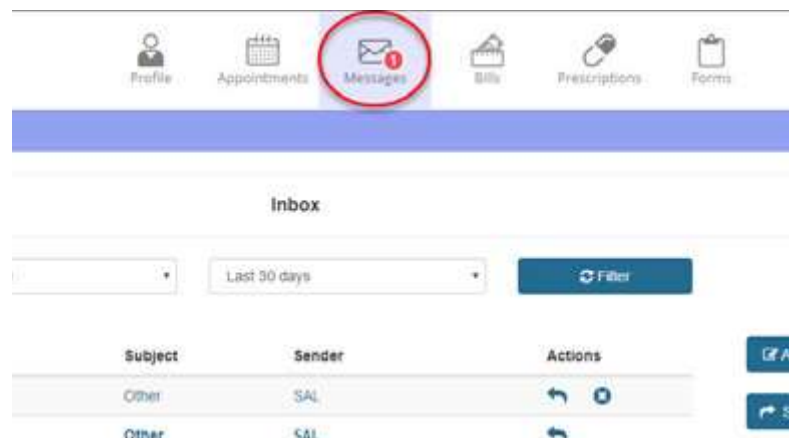 Profile Appointments Messages 1 Bills Prescriptions Forms
Inbox
Last 30 days Filter
Subject Sender Actions
Other SAL
Other SAL